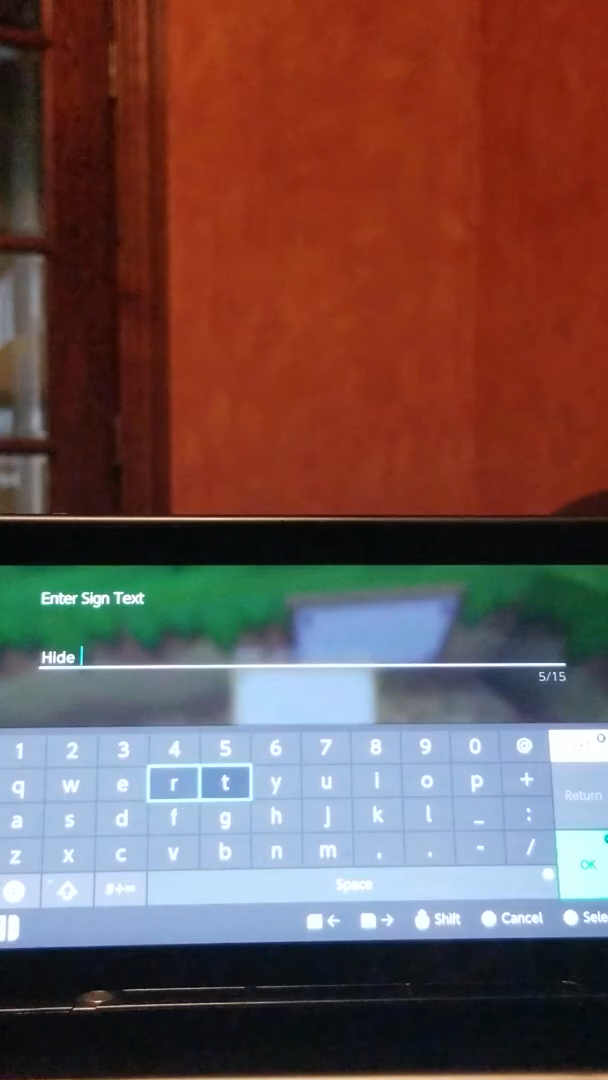 Enter Sign Text
Hide
5/15
1 2 3 4 5 6 7 8 9 0 @
q w e r t y u i o p +
Return
a s d f g h j k l _ :
z x c v b n m , . - /
OK
#+= Space
← → Shift Cancel Sele